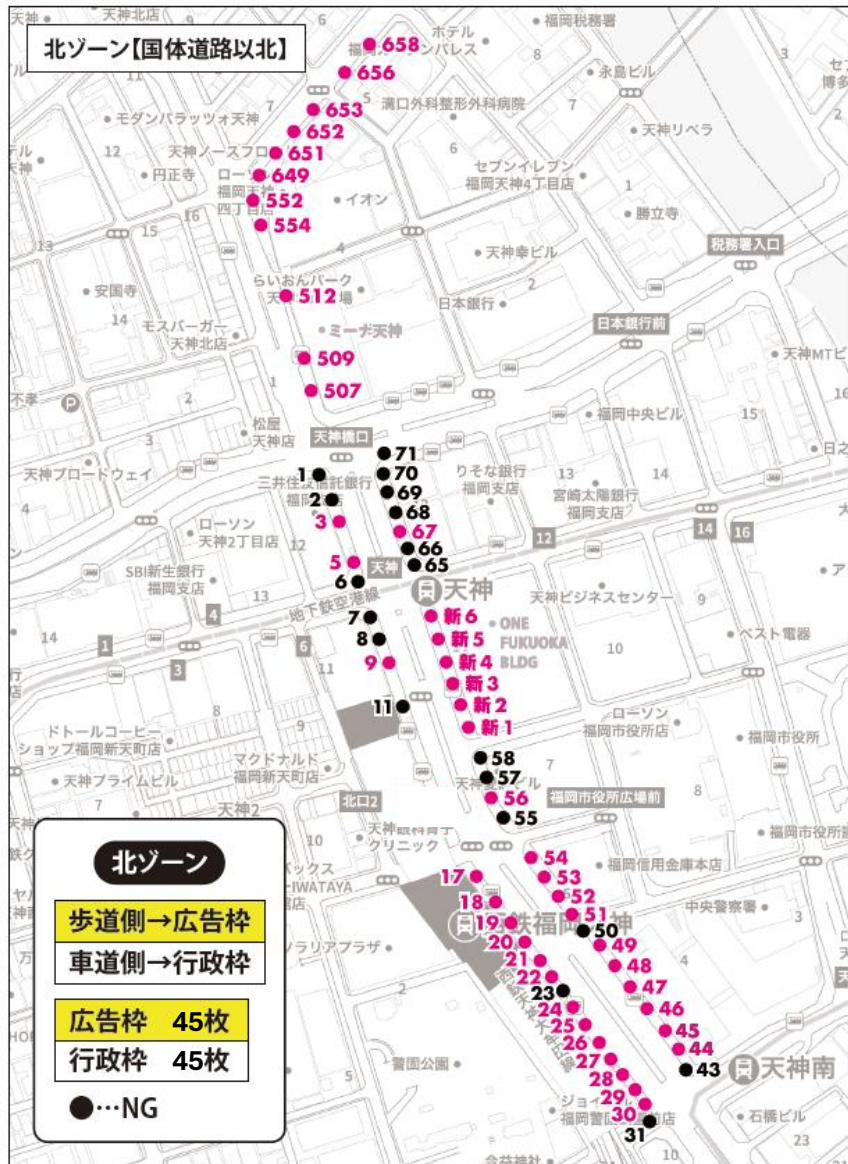 北ゾーン【国体道路以北】
福岡税務署
ホテル
658
656
永島ビル
653
溝口外科整形外科病院
モダンパラッツォ天神
652
天神リベラ
天神ノースフロ
651
セブンイレブン
福岡天神4丁目店
円正寺
649
イオン
552
四丁目店
勝立寺
554
天神幸ビル
税務署入口
安国寺
らいおんパーク
512
日本銀行
モスバーガー
天神北店
ミーナ天神
日本銀行前
509
天神MTビ
507
福岡中央ビル
松屋
天神店
天神橋口
71
天神ブロードウェイ
1
三井住友信託銀行
70
りそな銀行
福岡支店
69
宮崎太陽銀行
福岡支店
2
3
68
ローソン
天神2丁目店
67
5
天神
66
65
SBI新生銀行
福岡支店
6
天神
地下鉄空港線
天神ビジネスセンター
7
新6
ONE
FUKUOKA
BLDG
8
新5
ベスト電器
9
新4
新3
11
新2
新1
ローソン
福岡市役所店
ドトールコーヒー
ショップ福岡新天町店
福岡市役所
マクドナルド
福岡新天町店
58
57
天神プライムビル
56
福岡市役所広場前
北口2
55
天神2
天神眼科
クリニック
54
福岡信用金庫本店
17
53
18
52
中央警察署
19
51
50
20
49
21
48
22
47
23
46
24
45
25
44
26
43
天神南
27
28
29
30
31
ソラリアプラザ
警固公園
石橋ビル
北ゾーン
歩道側→広告枠
車道側→行政枠
広告枠 45枚
行政枠 45枚
●…NG